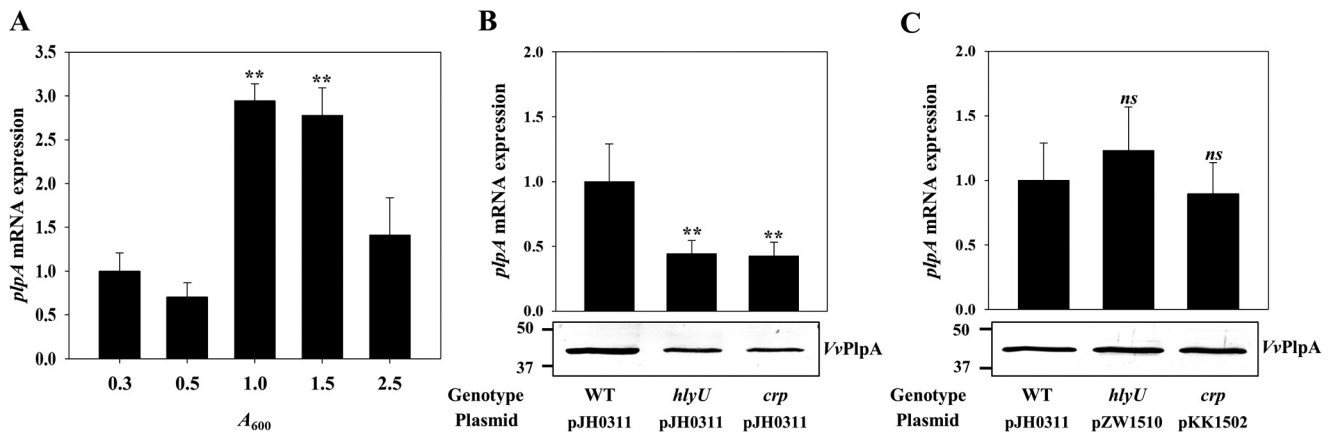 A
plpA mRNA expression
3.5
3.0
2.5
2.0
1.5
1.0
0.5
0.0
** **
0.3 0.5 1.0 1.5 2.5
A600
B
plpA mRNA expression
2.0
1.5
1.0
0.5
0.0
** **
50
37
VvPlpA
Genotype WT hlyU crp
Plasmid pJH0311 pJH0311 pJH0311
C
plpA mRNA expression
2.0
1.5
1.0
0.5
0.0
ns
ns
50
37
VvPlpA
Genotype WT hlyU crp
Plasmid pJH0311 pZW1510 pKK1502